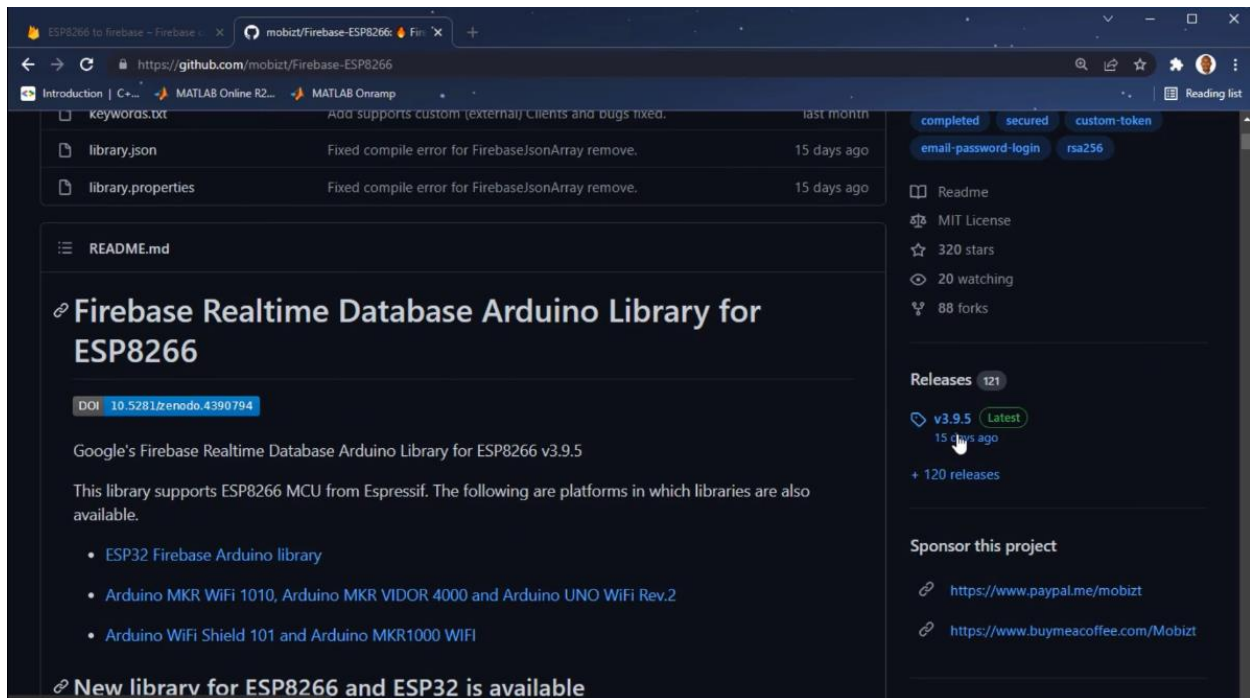 ESP8266 to firebase – Firebase c
mobizt/Firebase-ESP8266: 🔥 Fire
https://github.com/mobizt/Firebase-ESP8266
Introduction | C+...
MATLAB Online R2...
MATLAB Onramp
Reading list
keywords.txt
Add supports custom (external) Clients and bugs fixed.
last month
library.json
Fixed compile error for FirebaseJsonArray remove.
15 days ago
library.properties
Fixed compile error for FirebaseJsonArray remove.
15 days ago
README.md
Firebase Realtime Database Arduino Library for
ESP8266
DOI 10.5281/zenodo.4390794
Google's Firebase Realtime Database Arduino Library for ESP8266 v3.9.5
This library supports ESP8266 MCU from Espressif. The following are platforms in which libraries are also
available.
• ESP32 Firebase Arduino library
• Arduino MKR WiFi 1010, Arduino MKR VIDOR 4000 and Arduino UNO WiFi Rev.2
• Arduino WiFi Shield 101 and Arduino MKR1000 WIFI
New library for ESP8266 and ESP32 is available
completed secured custom-token
email-password-login rsa256
Readme
MIT License
320 stars
20 watching
88 forks
Releases 121
v3.9.5 Latest
15 days ago
+ 120 releases
Sponsor this project
https://www.paypal.me/mobizt
https://www.buymeacoffee.com/Mobizt